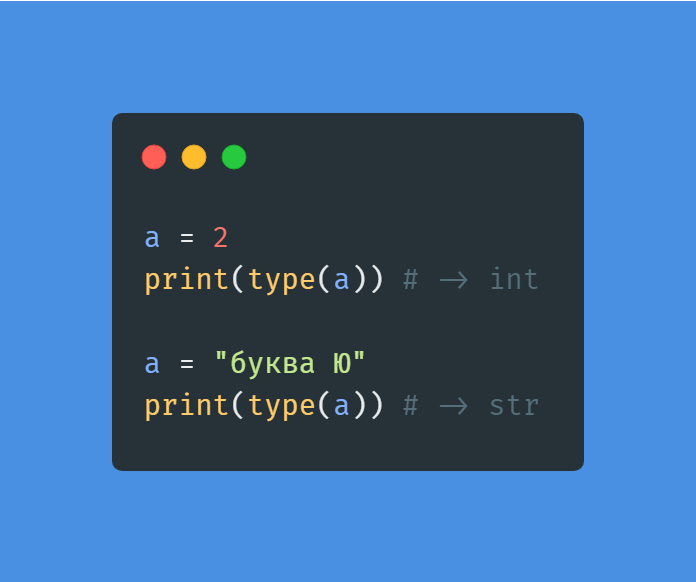 a = 2
print(type(a)) # -> int
a = "буква Ю"
print(type(a)) # -> str